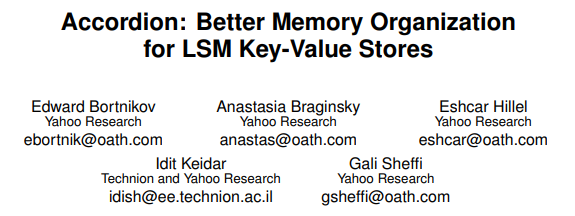 Accordion: Better Memory Organization
for LSM Key-Value Stores
Edward Bortnikov
Yahoo Research
ebortnik@oath.com
Anastasia Braginsky
Yahoo Research
anastas@oath.com
Eshcar Hillel
Yahoo Research
eshcar@oath.com
Idit Keidar
Technion and Yahoo Research
idish@ee.technion.ac.il
Gali Sheffi
Yahoo Research
gsheffi@oath.com